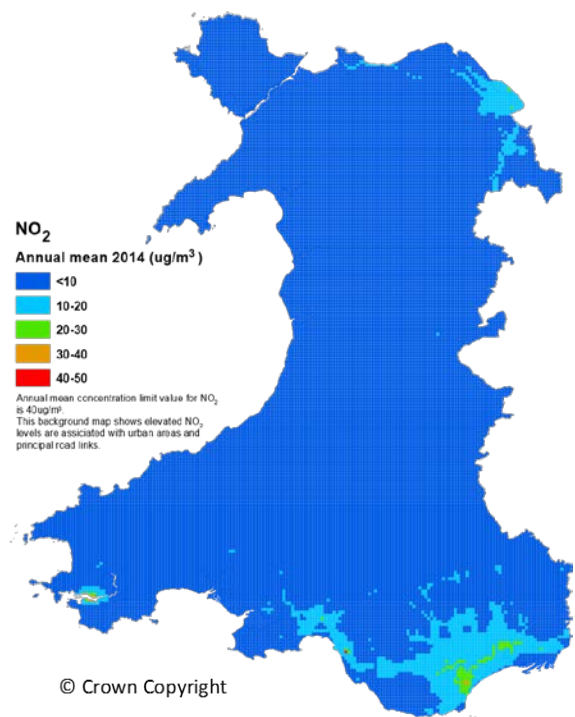 NO₂
Annual mean 2014 (ug/m³)
<10
10-20
20-30
30-40
40-50
Annual mean concentration limit value for NO₂
is 40ug/m³.
This background map shows elevated NO₂
levels are assiciated with urban areas and
principal road links.
© Crown Copyright